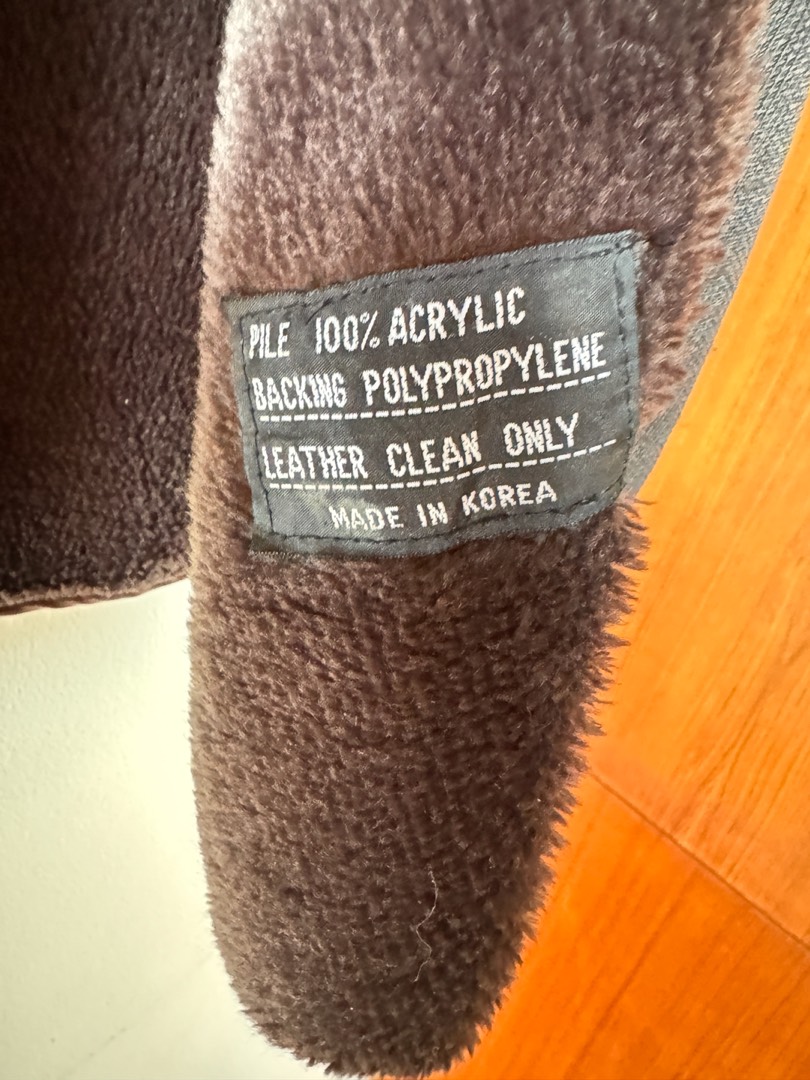 PILE 100% ACRYLIC
BACKING POLYPROPYLENE
LEATHER CLEAN ONLY
MADE IN KOREA